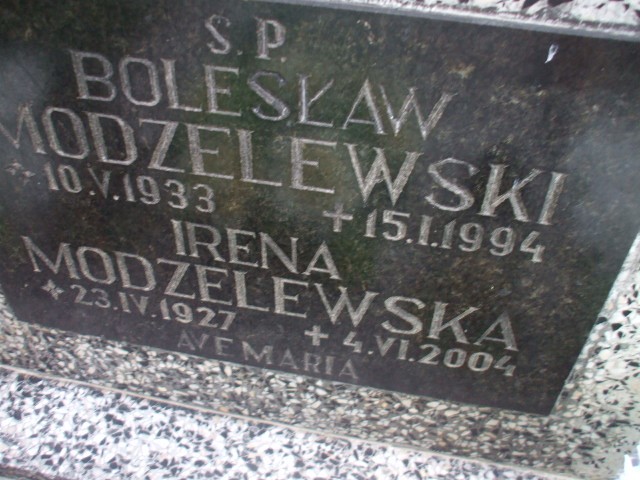 S.P
BOLESŁAW
MODZELEWSKI
* 10.V.1933 + 15.I.1994
IRENA
MODZELEWSKA
* 23.IV.1927 + 4.VI.2004
AVE MARIA